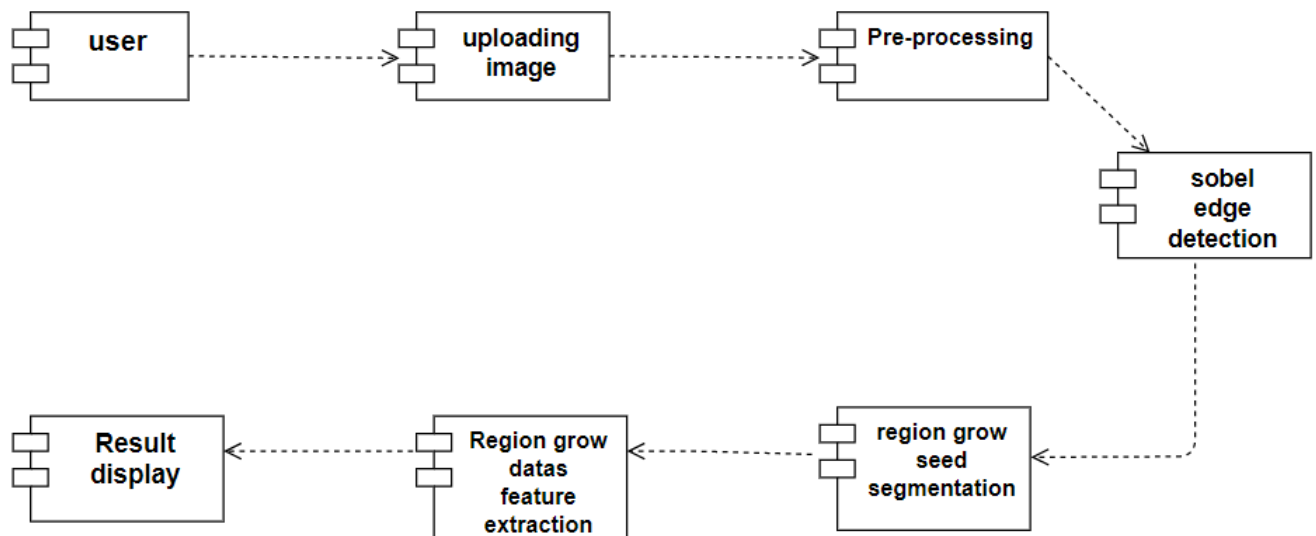 user
uploading
image
Pre-processing
sobel
edge
detection
region grow
seed
segmentation
Region grow
datas
feature
extraction
Result
display